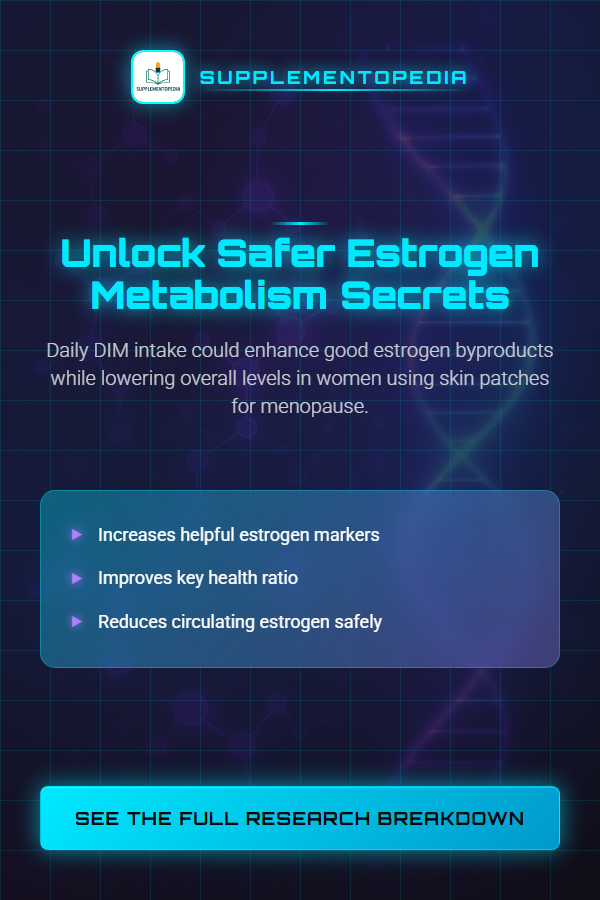 SUPPLEMENTOPEDIA
SUPPLEMENTOPEDIA
Unlock Safer Estrogen
Metabolism Secrets
Daily DIM intake could enhance good estrogen byproducts
while lowering overall levels in women using skin patches
for menopause.
Increases helpful estrogen markers
Improves key health ratio
Reduces circulating estrogen safely
SEE THE FULL RESEARCH BREAKDOWN